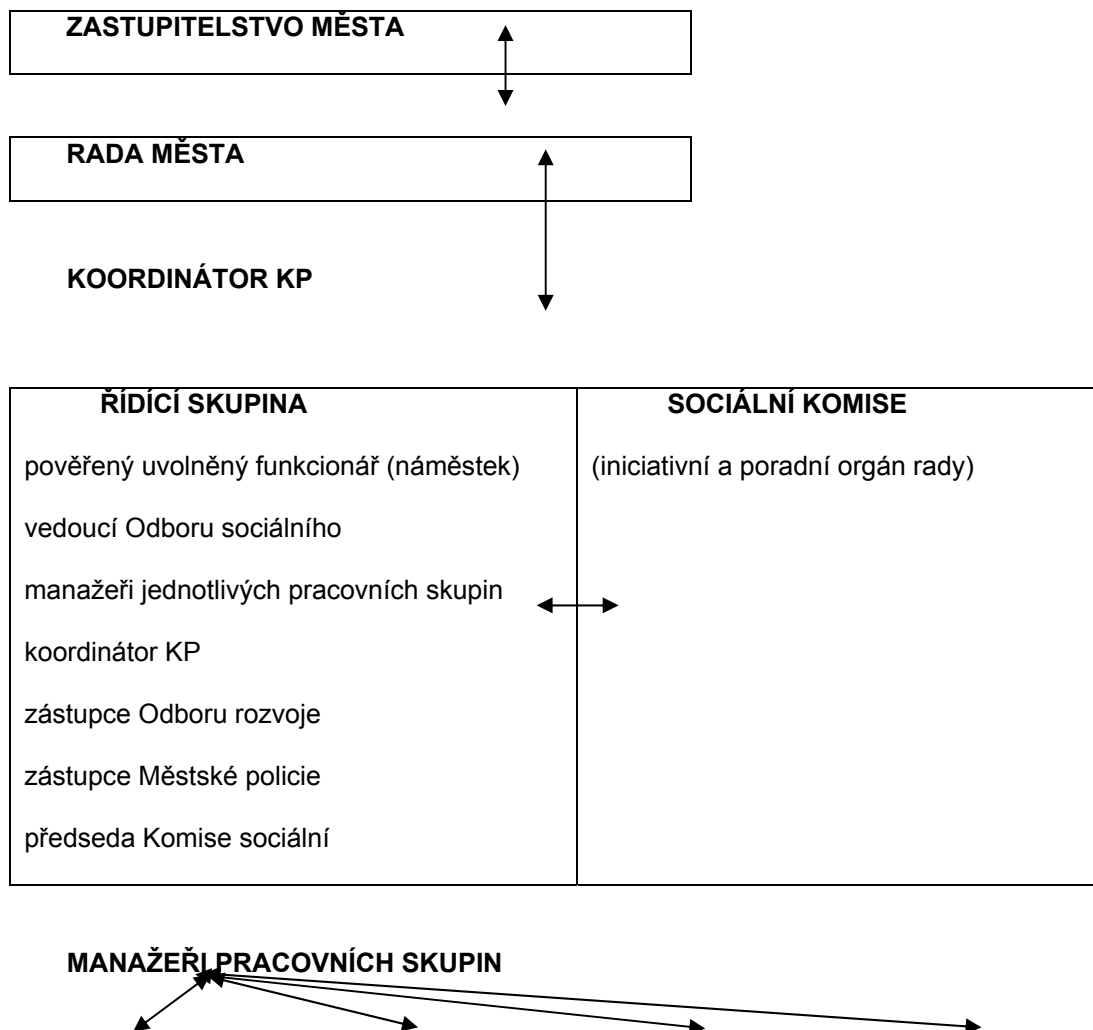 ZASTUPITELSTVO MĚSTA
RADA MĚSTA
KOORDINÁTOR KP
ŘÍDÍCÍ SKUPINA
pověřený uvolněný funkcionář (náměstek)
vedoucí Odboru sociálního
manažeři jednotlivých pracovních skupin
koordinátor KP
zástupce Odboru rozvoje
zástupce Městské policie
předseda Komise sociální
SOCIÁLNÍ KOMISE
(iniciativní a poradní orgán rady)
MANAŽEŘI PRACOVNÍCH SKUPIN